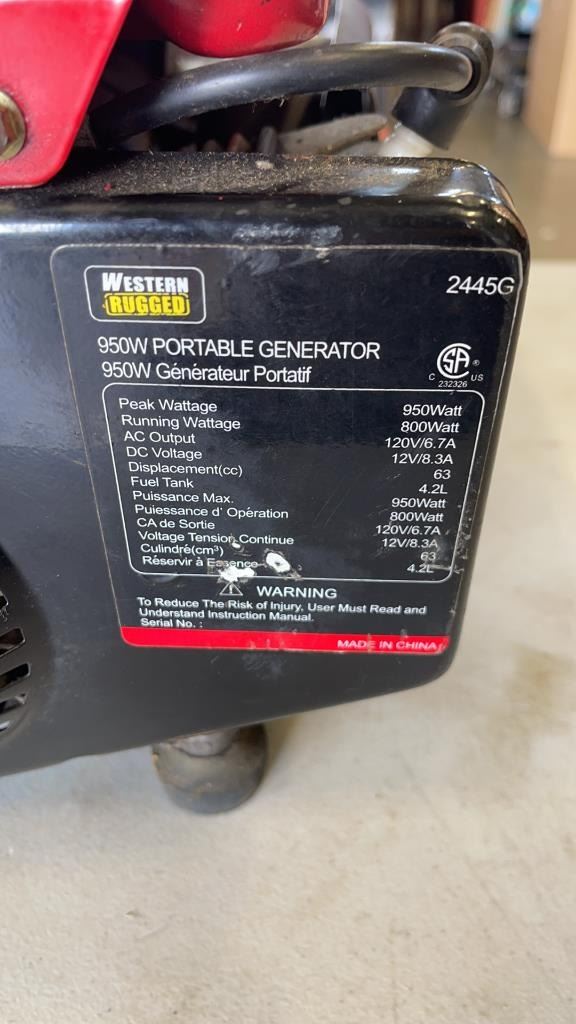 WESTERN
RUGGED
2445G
950W PORTABLE GENERATOR
950W Générateur Portatif
SA ®
C US
232326
Peak Wattage 950Watt
Running Wattage 800Watt
AC Output 120V/6.7A
DC Voltage 12V/8.3A
Displacement(cc) 63
Fuel Tank 4.2L
Puissance Max. 950Watt
Puiessance d' Opération 800Watt
CA de Sortie 120V/6.7A
Voltage Tension Continue 12V/8.3A
Culindré(cm³) 63
Réservir à Essence 4.2L
WARNING
To Reduce The Risk of Injury, User Must Read and
Understand Instruction Manual.
Serial No. :
MADE IN CHINA